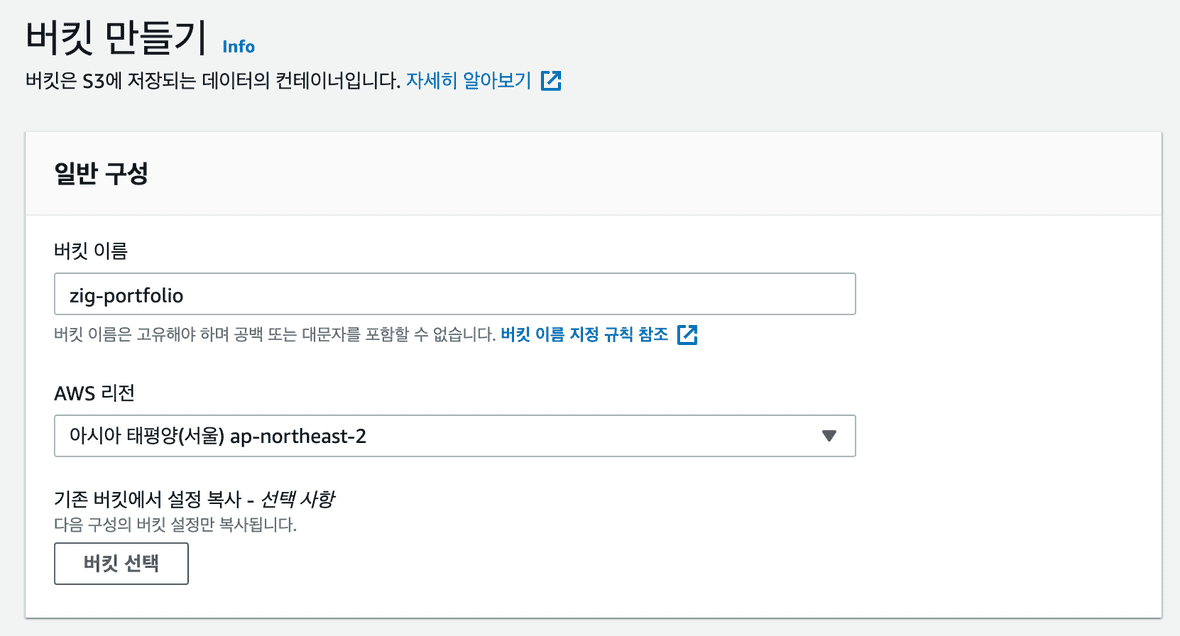 버킷 만들기 Info
버킷은 S3에 저장되는 데이터의 컨테이너입니다. 자세히 알아보기
일반 구성
버킷 이름
zig-portfolio
버킷 이름은 고유해야 하며 공백 또는 대문자를 포함할 수 없습니다. 버킷 이름 지정 규칙 참조
AWS 리전
아시아 태평양(서울) ap-northeast-2
기존 버킷에서 설정 복사 - 선택 사항
다음 구성의 버킷 설정만 복사됩니다.
버킷 선택